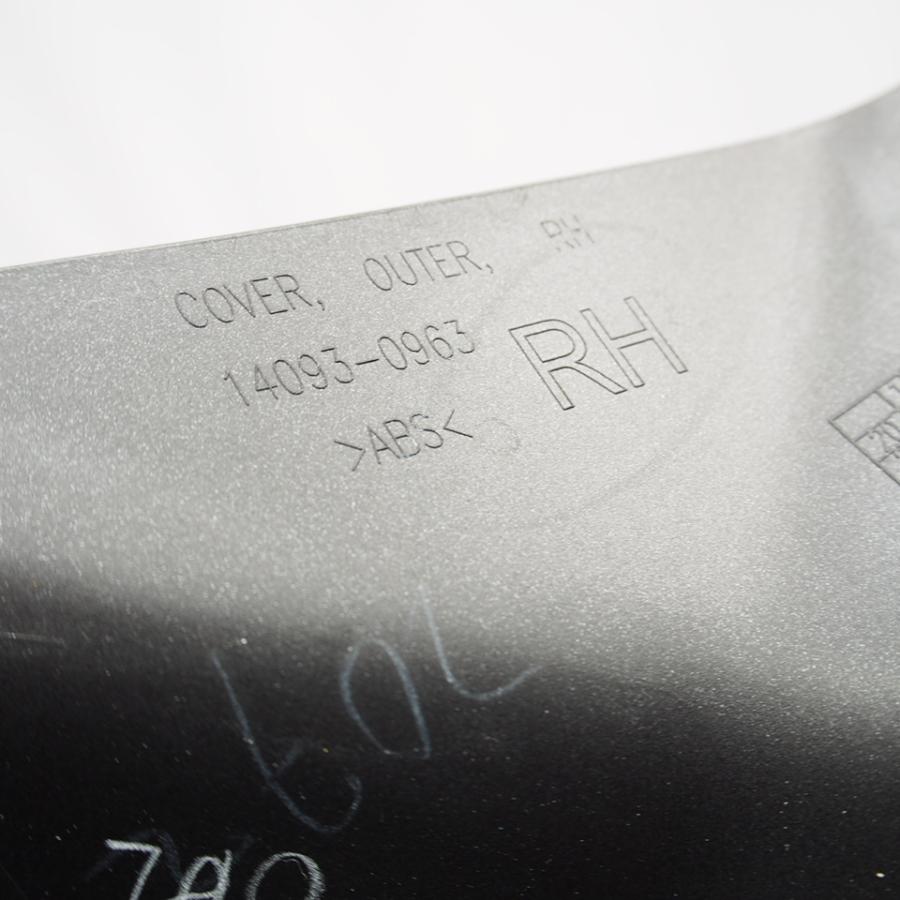 COVER, OUTER, RH
14093-0963
RH
>ABS<